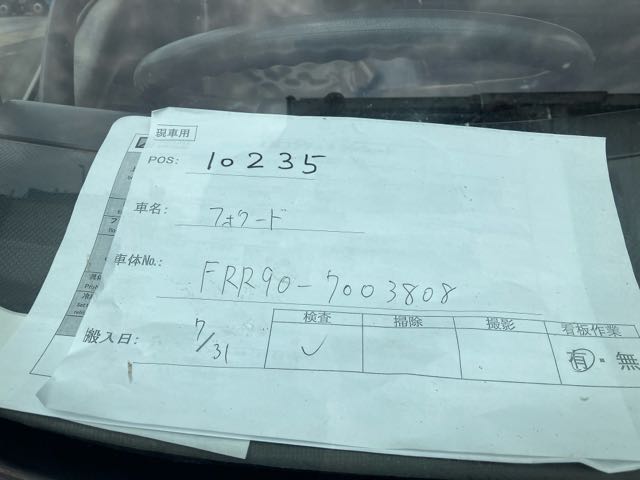 現車用
POS: 10235
車名: フォワード
車体No.: FRR90-7003808
搬入日: 7/31
検査 掃除 撮影 看板作業
✓ 有・無